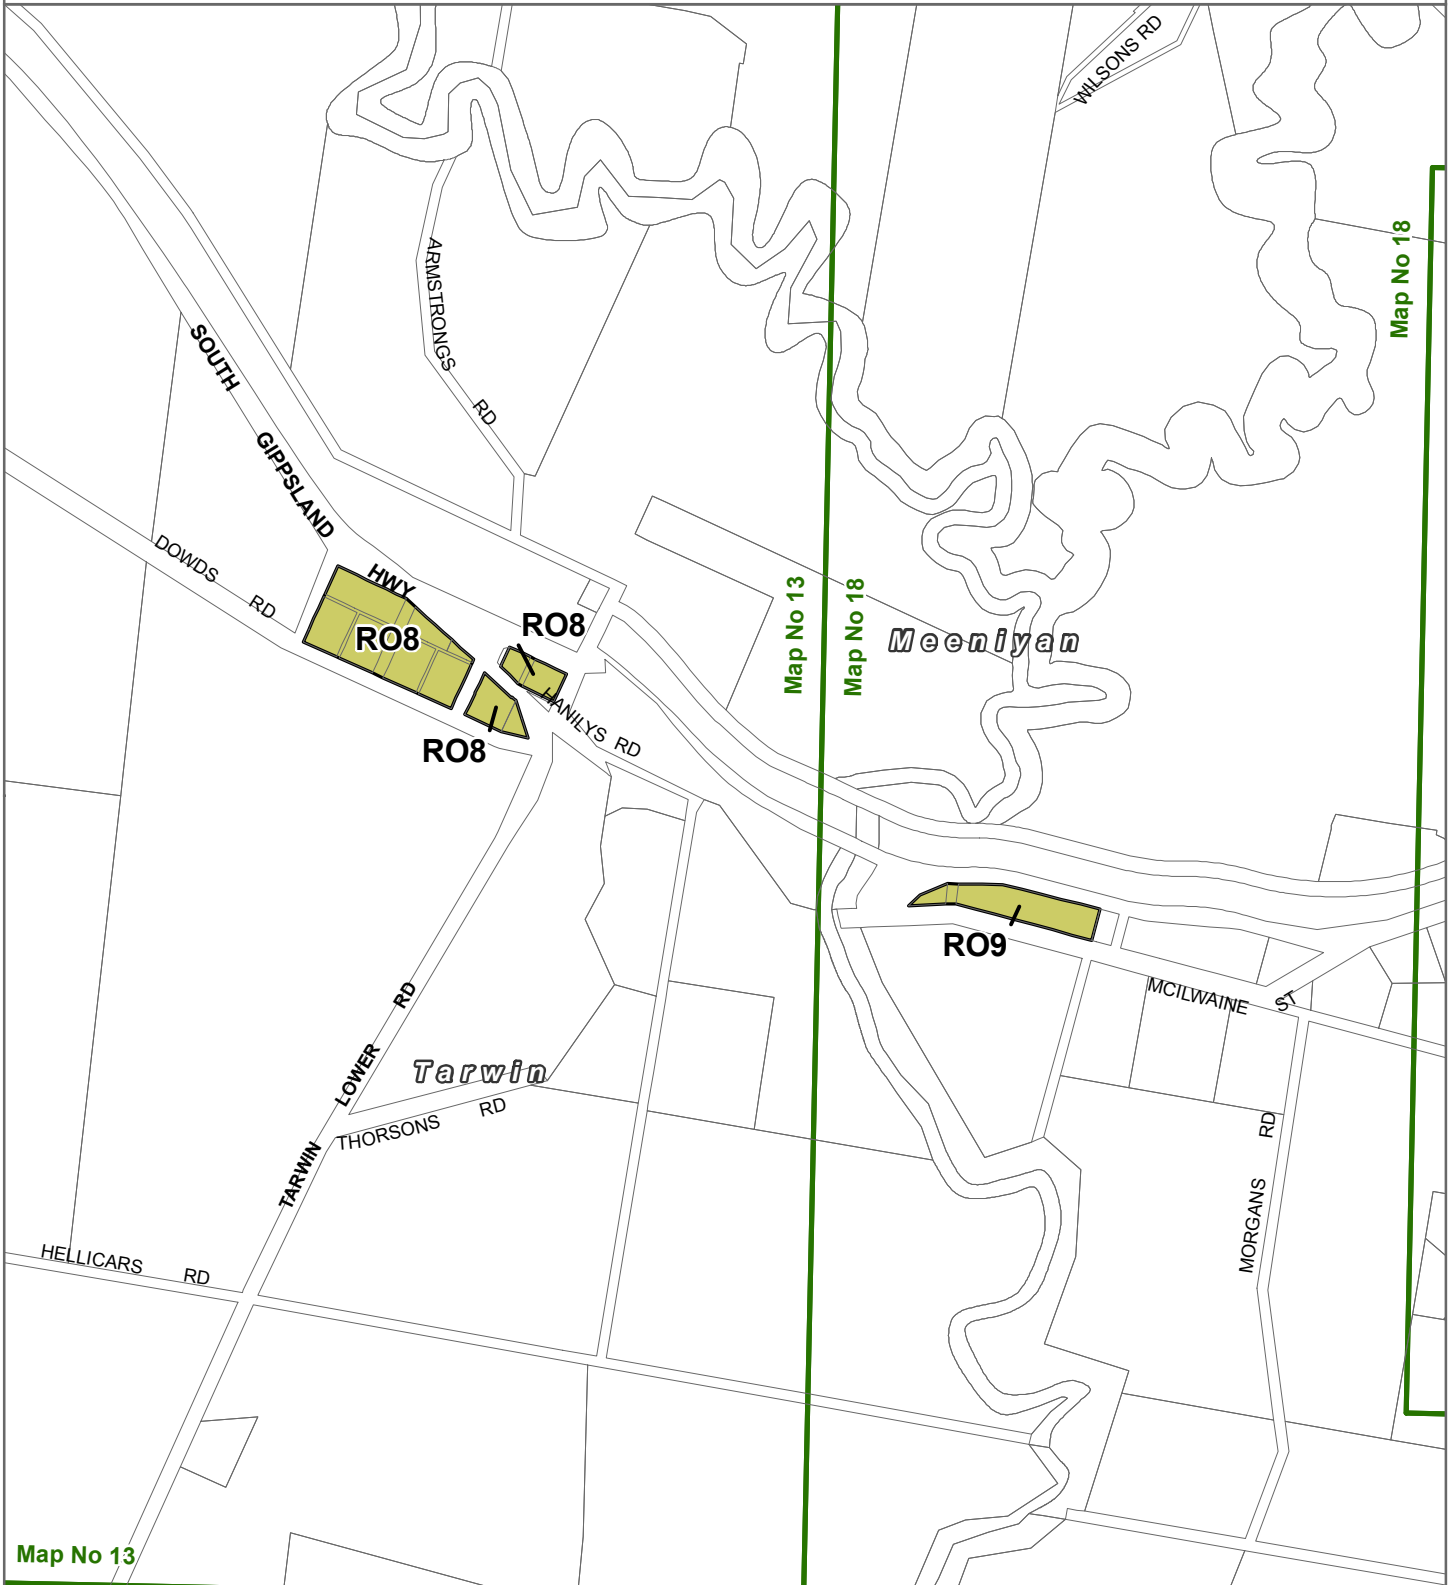 WILSONS RD
Map No 18
ARMSTRONGS RD
SOUTH GIPPSLAND HWY
DOWDS RD
RO8
RO8
Map No 13
Map No 18
Meeniyan
HANILYS RD
RO8
RO9
MCILWAINE ST
LOWER RD
Tarwin
THORSONS RD
TARWIN
MORGANS RD
HELLICARS RD
Map No 13